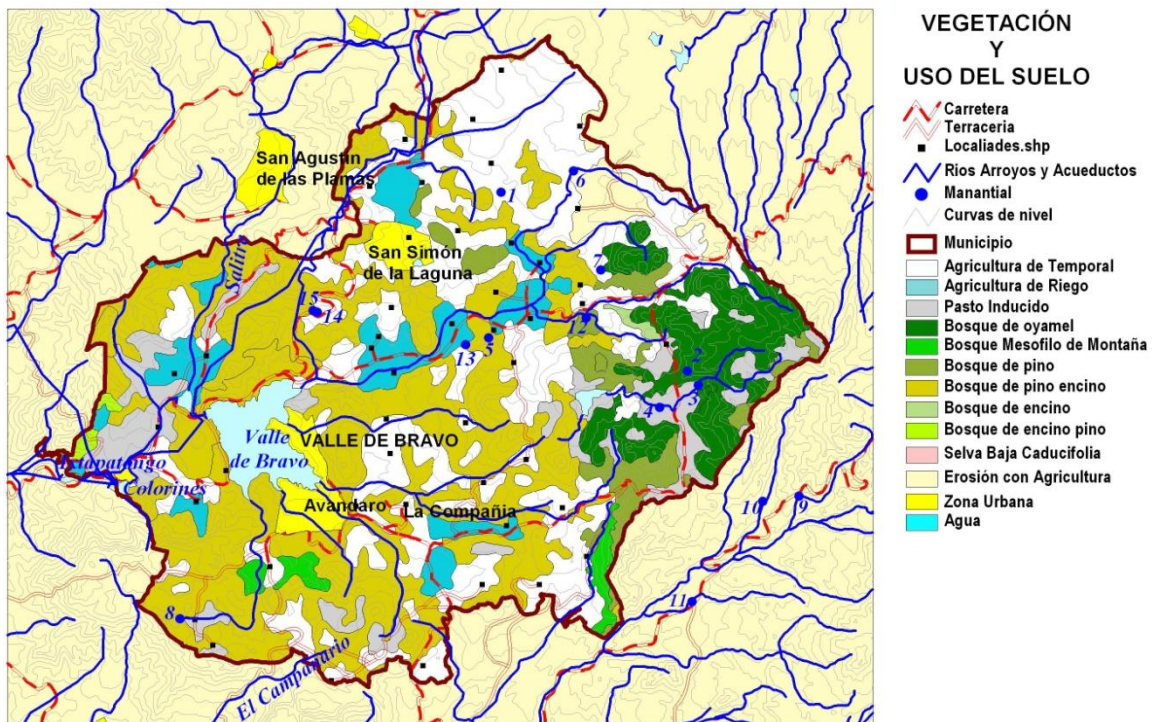 VEGETACIÓN
Y
USO DEL SUELO
Carretera
Terraceria
Localiades.shp
Rios Arroyos y Acueductos
Manantial
Curvas de nivel
Municipio
Agricultura de Temporal
Agricultura de Riego
Pasto Inducido
Bosque de oyamel
Bosque Mesofilo de Montaña
Bosque de pino
Bosque de pino encino
Bosque de encino
Bosque de encino pino
Selva Baja Caducifolia
Erosión con Agricultura
Zona Urbana
Agua
San Agustin
de las Plamas
1
6
Salitre
San Simón
de la Laguna
7
15
14
12
13
5
2
3
4
VALLE DE BRAVO
Valle
de Bravo
Colorines
Avandaro
La Compañia
10
9
11
8
El Campanario